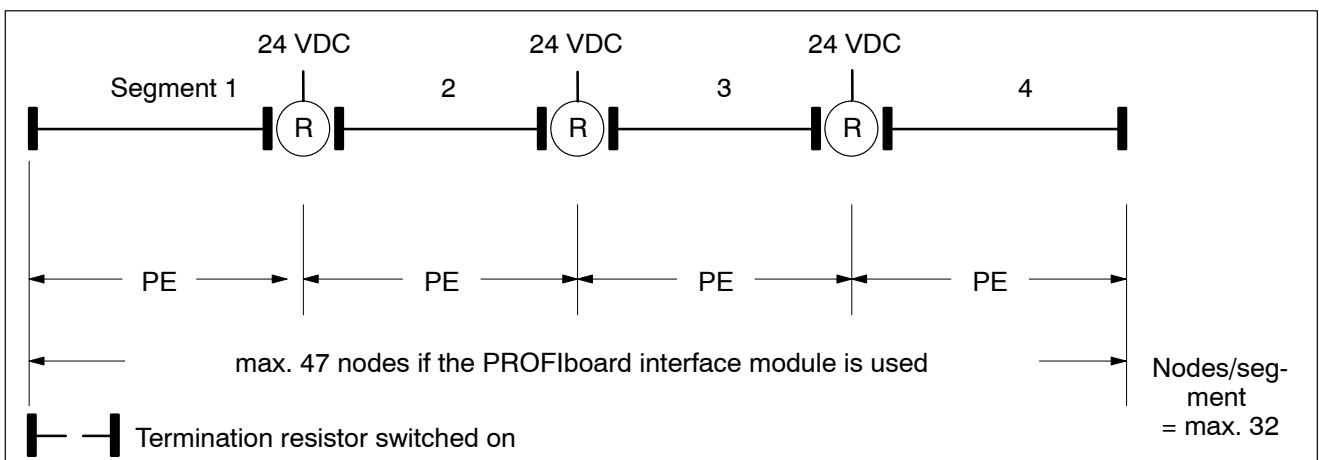 24 VDC 24 VDC 24 VDC
Segment 1 2 3 4
R R R
PE PE PE PE
max. 47 nodes if the PROFIboard interface module is used
Nodes/seg-
ment
= max. 32
Termination resistor switched on